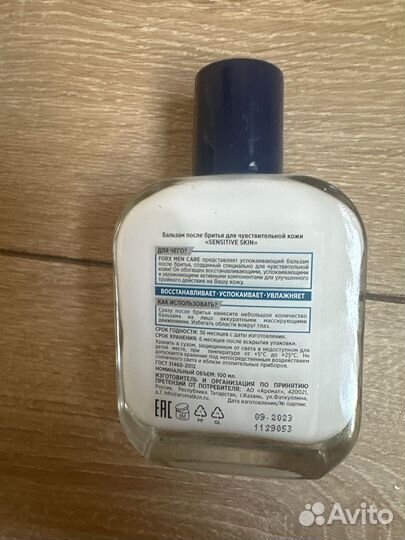 Бальзам после бритья для чувствительной кожи
«SENSITIVE SKIN»
ДЛЯ ЧЕГО?
FORX MEN CARE представляет успокаивающий бальзам
после бритья, созданный специально для чувствительной
кожи! Он обогащен восстанавливающими, успокаивающими и
увлажняющими активными компонентами для улучшенного
тройного действия на Вашу кожу.
ВОССТАНАВЛИВАЕТ·УСПОКАИВАЕТ·УВЛАЖНЯЕТ
КАК ИСПОЛЬЗОВАТЬ?
Сразу после бритья нанесите небольшое количество
бальзама на лицо аккуратными массирующими
движениями. Избегать области вокруг глаз.
СРОК ГОДНОСТИ: 36 месяцев с даты изготовления.
СРОК ХРАНЕНИЯ: 6 месяцев после вскрытия упаковки.
Хранить в сухом, защищенном от света и недоступном для
детей месте, при температуре от +5°С до +25°С. Не
допускается хранение под непосредственным воздействием
солнечного света и вблизи отопительных приборов.
ГОСТ 31460-2012
НОМИНАЛЬНЫЙ ОБЪЕМ: 100 мл.
ИЗГОТОВИТЕЛЬ И ОРГАНИЗАЦИЯ ПО ПРИНЯТИЮ
ПРЕТЕНЗИЙ ОТ ПОТРЕБИТЕЛЯ: АО «Аромат», 420021,
Россия, Республика Татарстан, г.Казань, ул.Фаткуллина,
д.7, info@aromatkzn.ru
Дата изготовления/№ партии:
EAC
PP
GL
09.2023
1129053
Avito